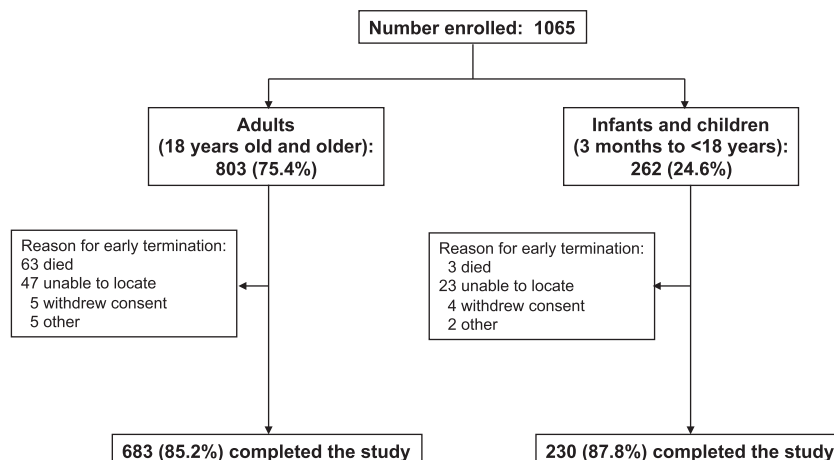 Number enrolled: 1065
Adults
(18 years old and older):
803 (75.4%)
Infants and children
(3 months to <18 years):
262 (24.6%)
Reason for early termination:
63 died
47 unable to locate
5 withdrew consent
5 other
Reason for early termination:
3 died
23 unable to locate
4 withdrew consent
2 other
683 (85.2%) completed the study
230 (87.8%) completed the study